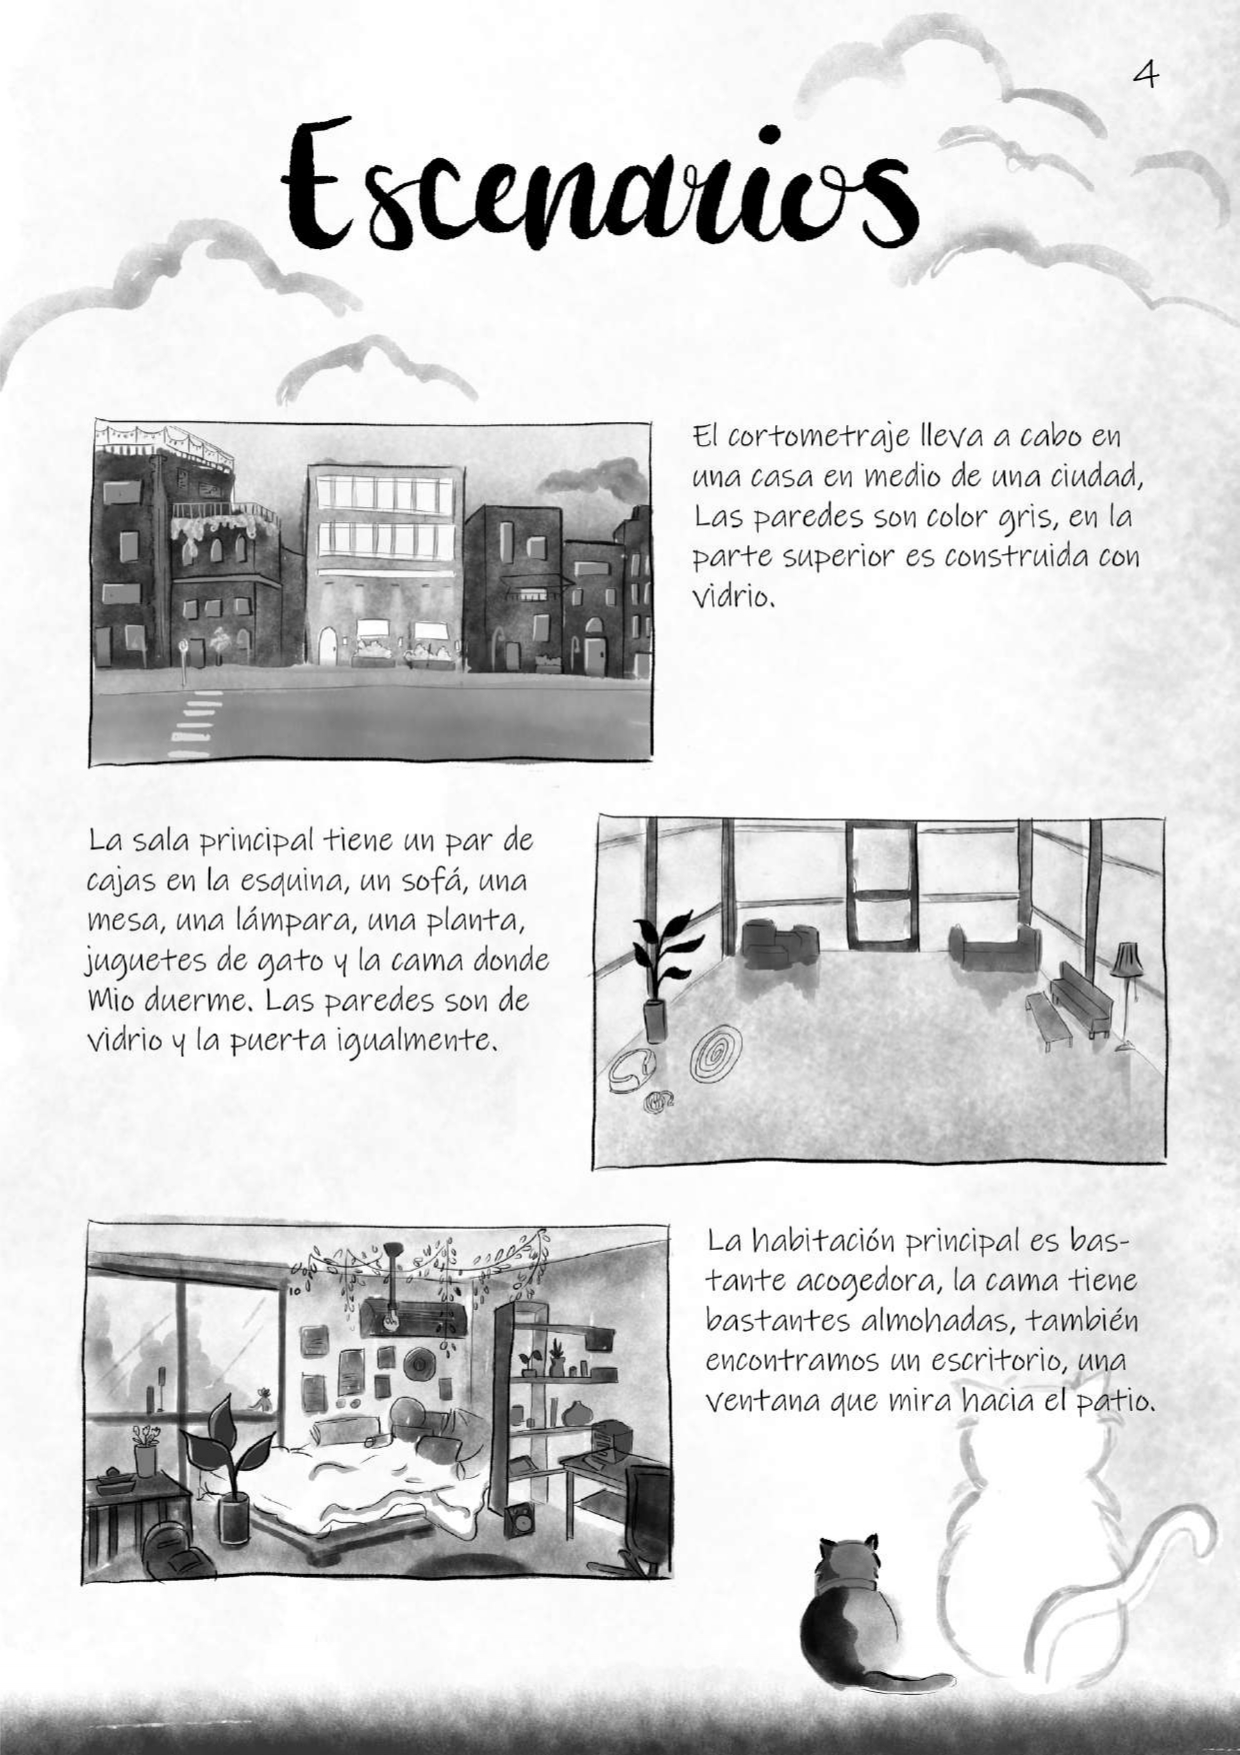 4
Escenarios
El cortometraje lleva a cabo en
una casa en medio de una ciudad,
Las paredes son color gris, en la
parte superior es construida con
vidrio.
La sala principal tiene un par de
cajas en la esquina, un sofá, una
mesa, una lámpara, una planta,
juguetes de gato y la cama donde
Mio duerme. Las paredes son de
vidrio y la puerta igualmente.
La habitación principal es bas-
tante acogedora, la cama tiene
bastantes almohadas, también
encontramos un escritorio, una
ventana que mira hacia el patio.